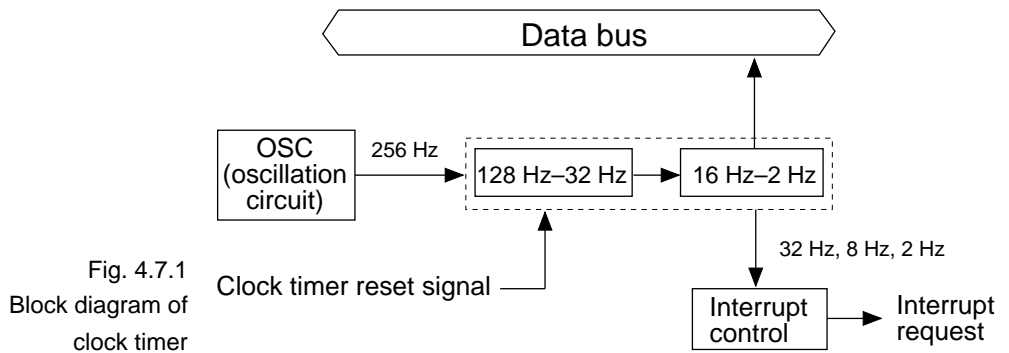 Data bus
OSC
(oscillation
circuit)
256 Hz
128 Hz–32 Hz
16 Hz–2 Hz
32 Hz, 8 Hz, 2 Hz
Clock timer reset signal
Interrupt
control
Interrupt
request
Fig. 4.7.1
Block diagram of
clock timer